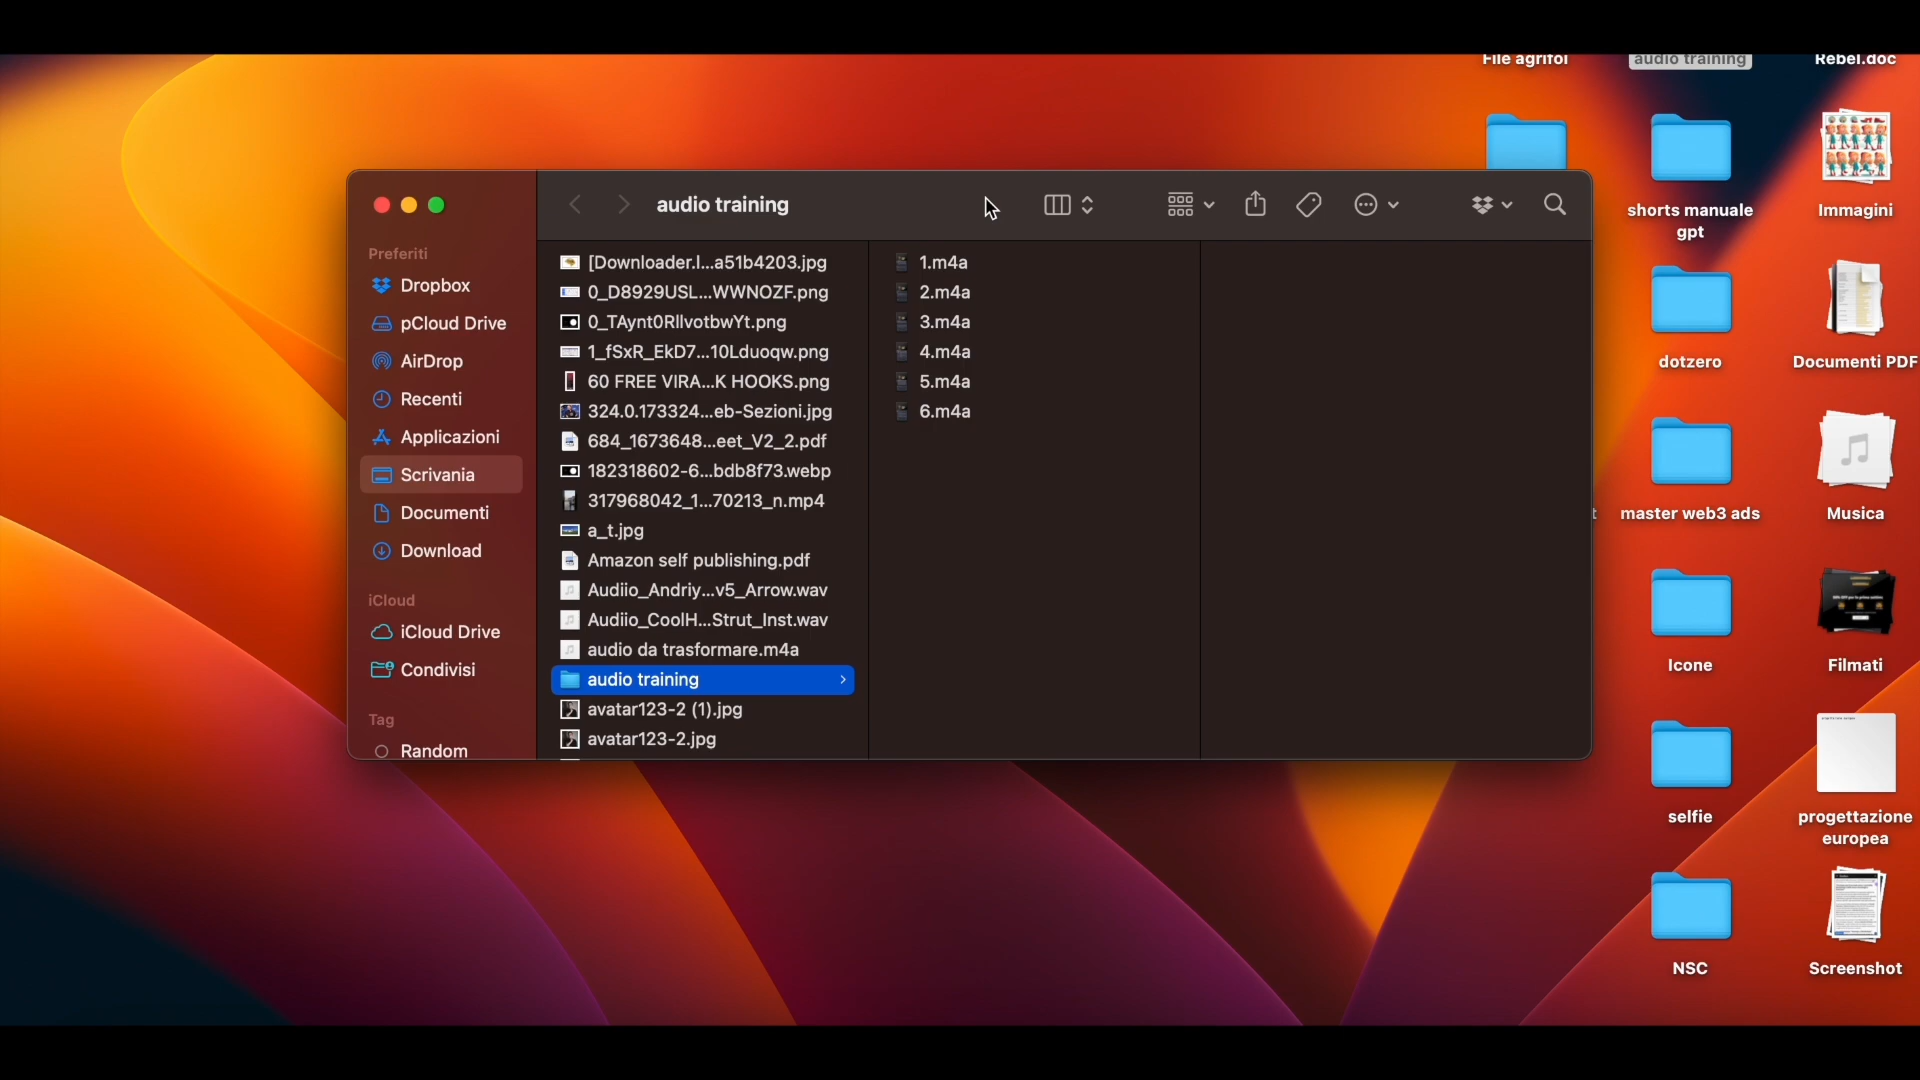 File agrifoi
audio training
Rebel.doc
audio training
Preferiti
Dropbox
pCloud Drive
AirDrop
Recenti
Applicazioni
Scrivania
Documenti
Download
iCloud
iCloud Drive
Condivisi
Tag
Random
[Downloader.I...a51b4203.jpg
0_D8929USL...WWNOZF.png
0_TAynt0RllvotbwYt.png
1_fSxR_EkD7...10Lduoqw.png
60 FREE VIRA...K HOOKS.png
324.0.173324...eb-Sezioni.jpg
684_1673648...eet_V2_2.pdf
182318602-6...bdb8f73.webp
317968042_1...70213_n.mp4
a_t.jpg
Amazon self publishing.pdf
Audiio_Andriy...v5_Arrow.wav
Audiio_CoolH...Strut_Inst.wav
audio da trasformare.m4a
audio training
avatar123-2 (1).jpg
avatar123-2.jpg
1.m4a
2.m4a
3.m4a
4.m4a
5.m4a
6.m4a
shorts manuale
gpt
Immagini
dotzero
Documenti PDF
t
master web3 ads
Musica
Icone
Filmati
selfie
progettazione
europea
NSC
Screenshot